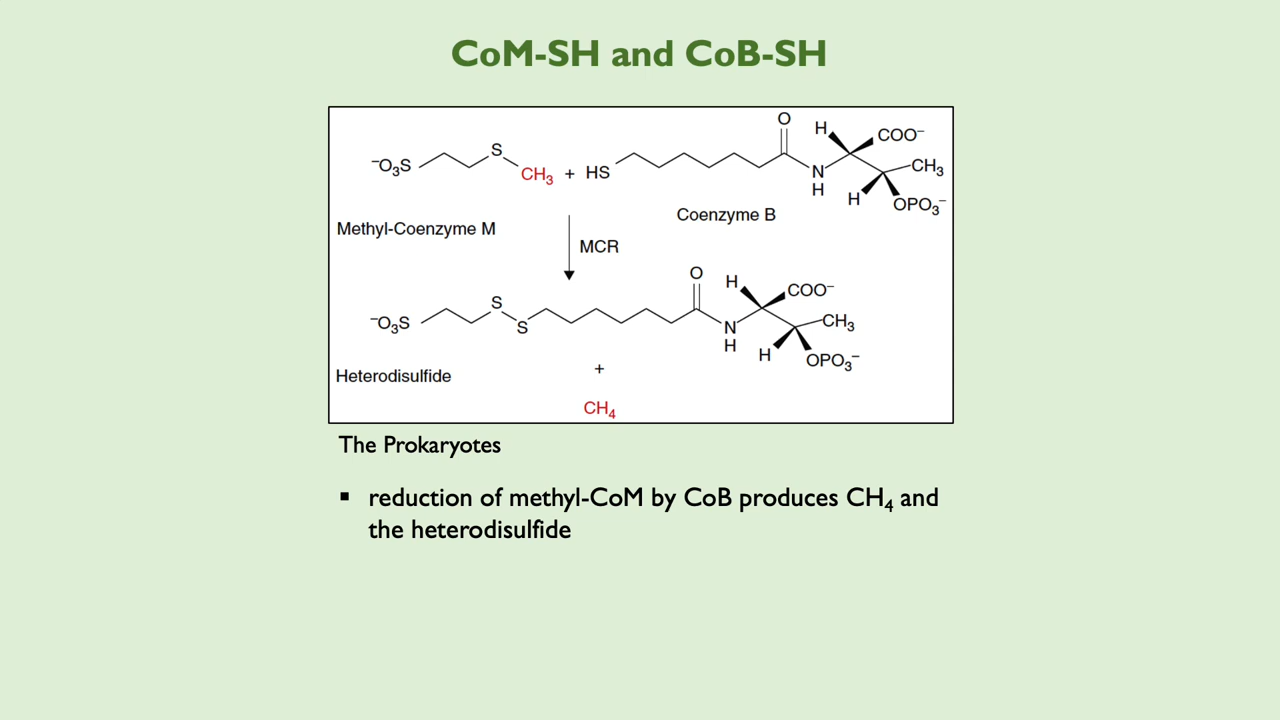 CoM-SH and CoB-SH
⁻O₃S S CH₃ + HS O N H H COO⁻ CH₃ H OPO₃⁻
Methyl-Coenzyme M
Coenzyme B
MCR
⁻O₃S S S O N H H COO⁻ CH₃ H OPO₃⁻
Heterodisulfide
+
CH₄
The Prokaryotes
▪ reduction of methyl-CoM by CoB produces CH₄ and
the heterodisulfide